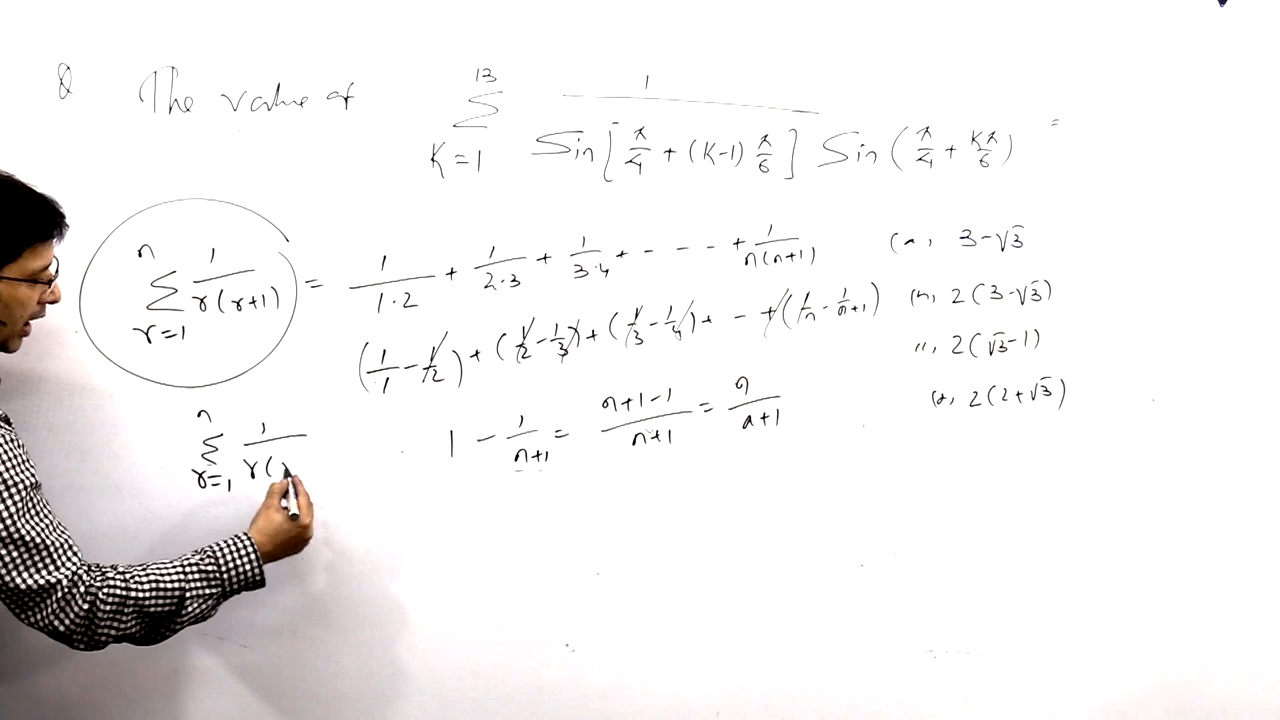 Q The value of 13 Σ K=1 1 / Sin[π/4 + (K-1) π/6] Sin(π/4 + Kπ/6) =
n Σ r=1 1 / r(r+1) = 1/1·2 + 1/2·3 + 1/3·4 + - - - + 1/n(n+1)
(a, 3-√3
(1/1 - 1/2) + (1/2 - 1/3) + (1/3 - 1/4) + - + (1/n - 1/n+1)
(b, 2(3-√3)
2(√3-1)
(d, 2(2+√3)
1 - 1/n+1 = n+1-1/n+1 = n/n+1
n Σ r=1 1 / r(